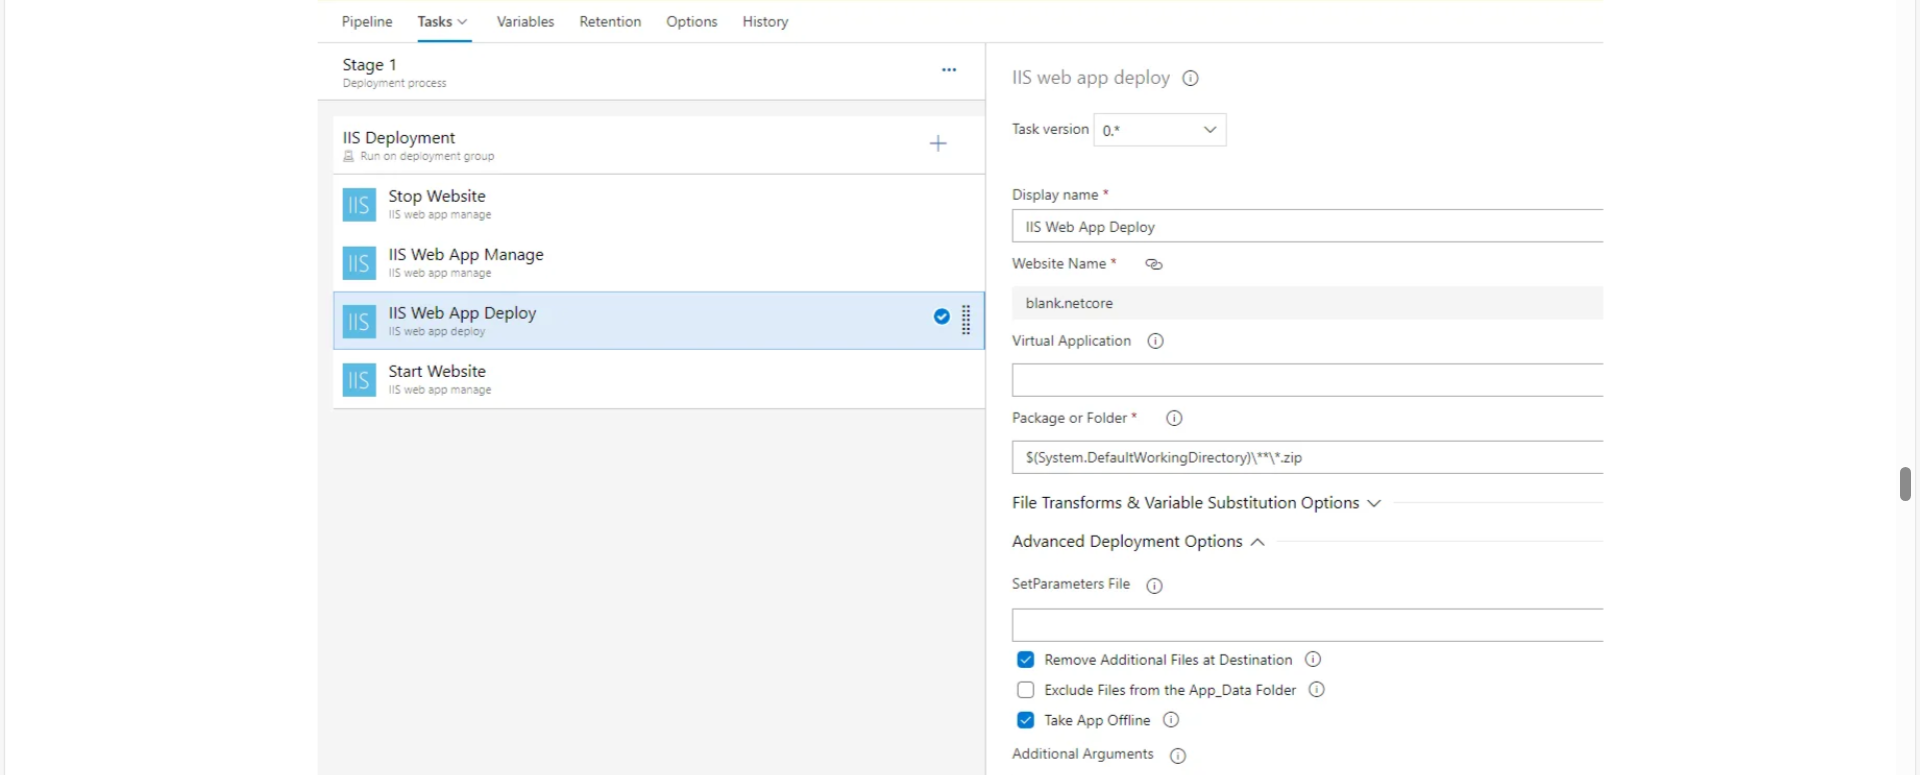 Pipeline Tasks Variables Retention Options History
Stage 1
Deployment process
IIS Deployment
Run on deployment group
IIS Stop Website
IIS web app manage
IIS IIS Web App Manage
IIS web app manage
IIS IIS Web App Deploy
IIS web app deploy
IIS Start Website
IIS web app manage
IIS web app deploy
Task version 0.*
Display name *
IIS Web App Deploy
Website Name *
blank.netcore
Virtual Application
Package or Folder *
$(System.DefaultWorkingDirectory)\**\*.zip
File Transforms & Variable Substitution Options
Advanced Deployment Options
SetParameters File
Remove Additional Files at Destination
Exclude Files from the App_Data Folder
Take App Offline
Additional Arguments